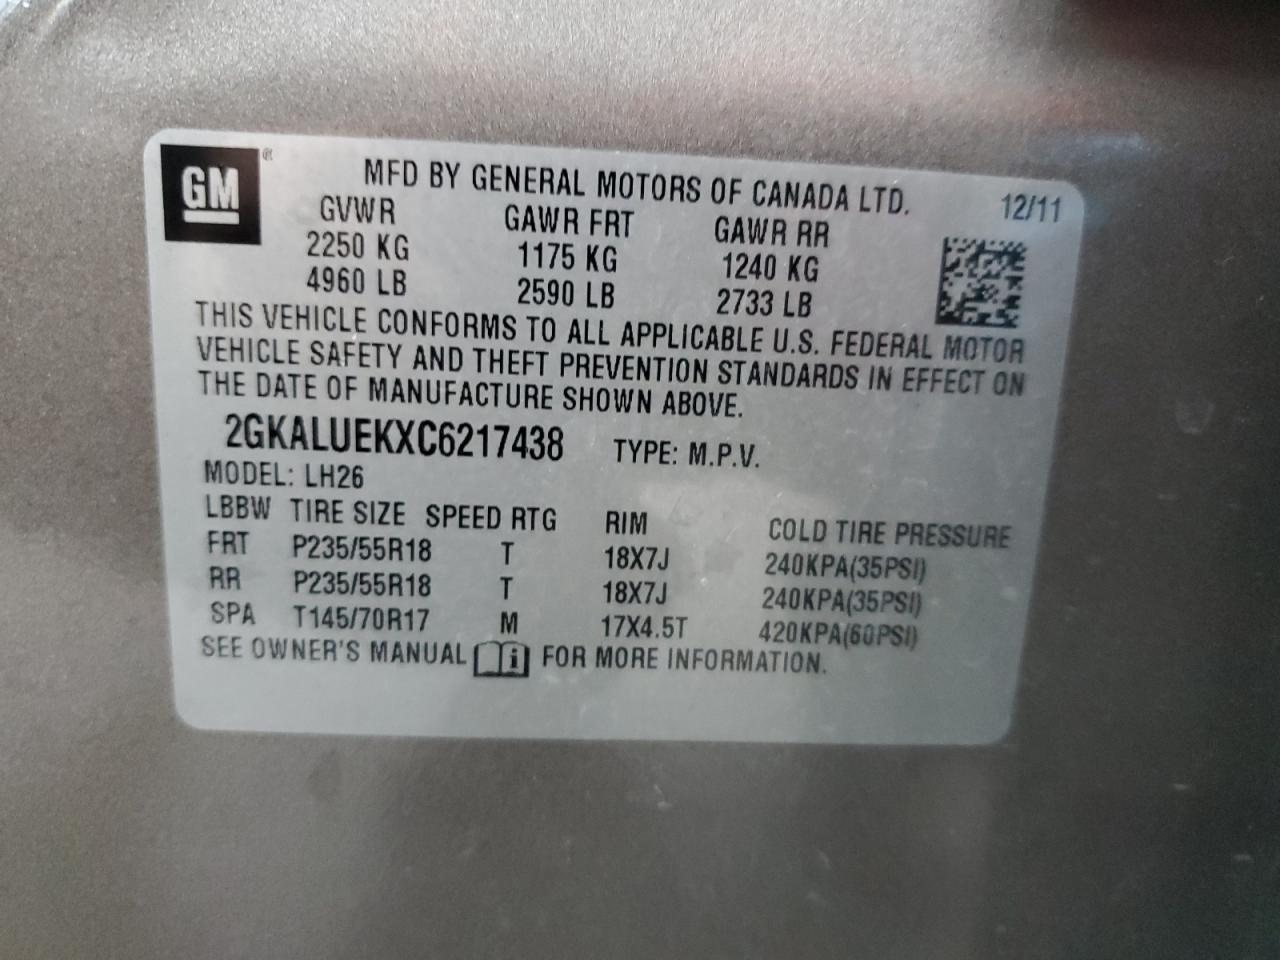 GM
MFD BY GENERAL MOTORS OF CANADA LTD. 12/11
GVWR GAWR FRT GAWR RR
2250 KG 1175 KG 1240 KG
4960 LB 2590 LB 2733 LB
THIS VEHICLE CONFORMS TO ALL APPLICABLE U.S. FEDERAL MOTOR
VEHICLE SAFETY AND THEFT PREVENTION STANDARDS IN EFFECT ON
THE DATE OF MANUFACTURE SHOWN ABOVE.
2GKALUEKXC6217438 TYPE: M.P.V.
MODEL: LH26
LBBW TIRE SIZE SPEED RTG RIM COLD TIRE PRESSURE
FRT P235/55R18 T 18X7J 240KPA(35PSI)
RR P235/55R18 T 18X7J 240KPA(35PSI)
SPA T145/70R17 M 17X4.5T 420KPA(60PSI)
SEE OWNER'S MANUAL i FOR MORE INFORMATION.